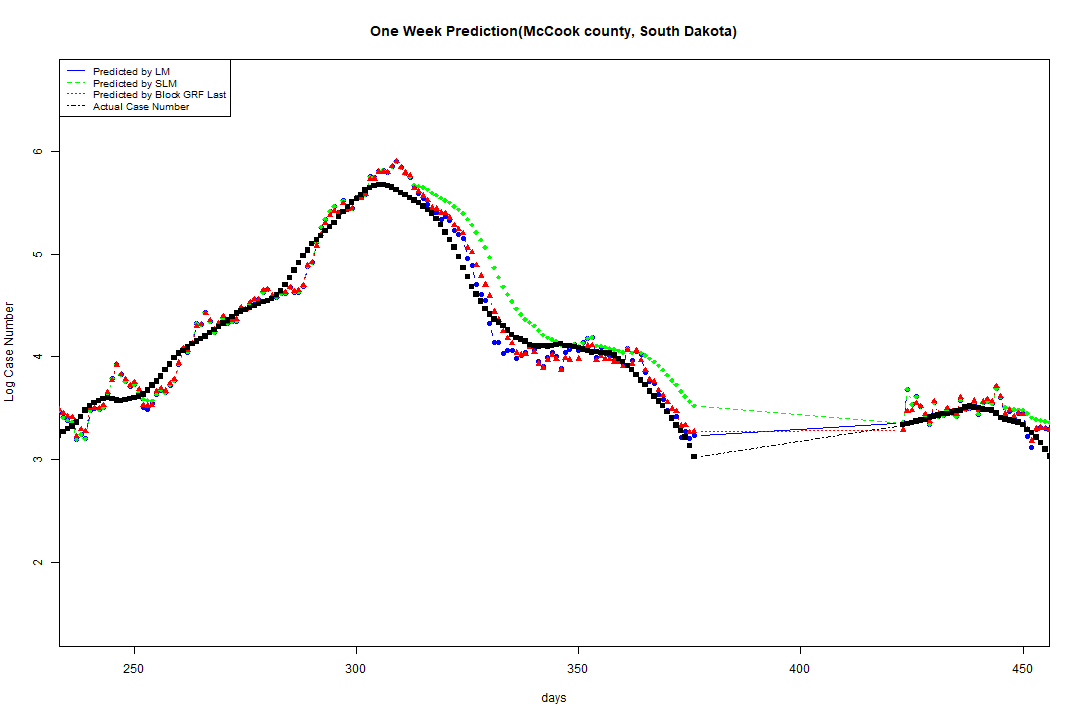 One Week Prediction(McCook county, South Dakota)
Predicted by LM
Predicted by SLM
Predicted by Block GRF Last
Actual Case Number
6
5
4
3
2
Log Case Number
250
300
350
400
450
days